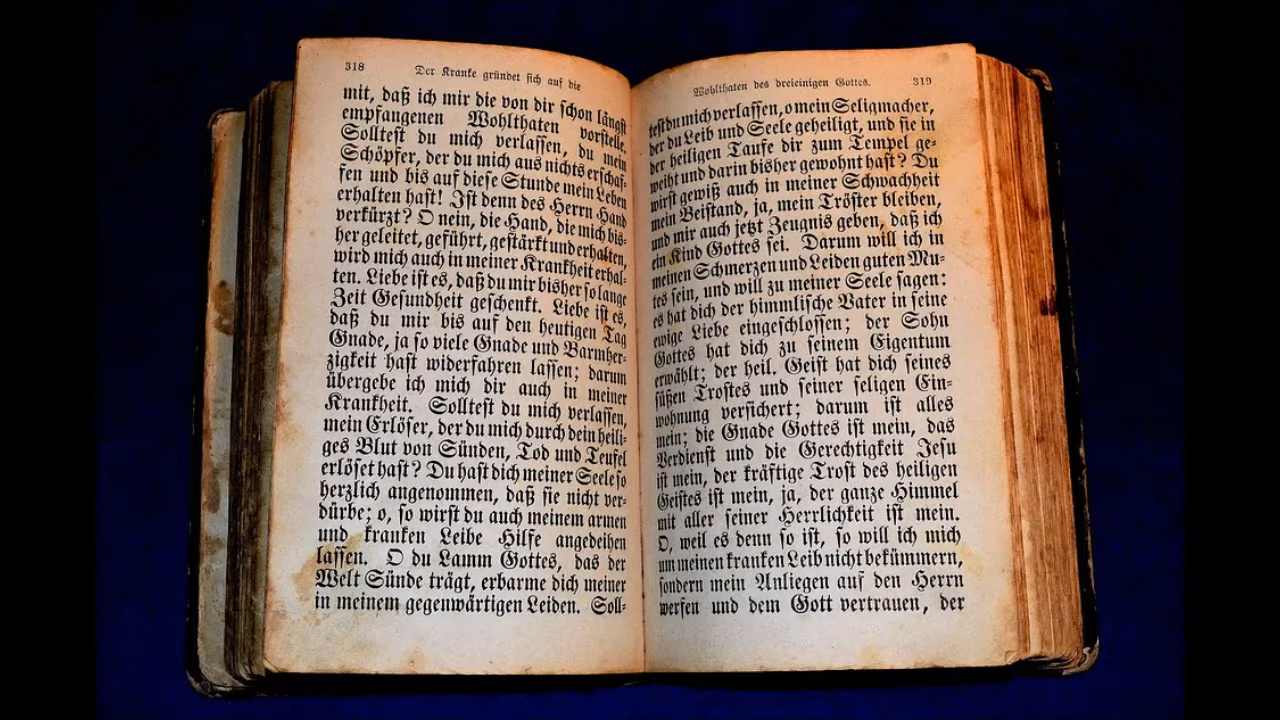 318
Der Kranke gründet sich auf die
mit, daß ich mir die von dir schon längst
empfangenen Wohlthaten vorstelle.
Solltest du mich verlassen, du mein
Schöpfer, der du mich aus nichts erschaf-
fen und bis auf diese Stunde mein Leben
erhalten hast! Ist denn des Herrn Hand
verkürzt? O nein, die Hand, die mich bis-
her geleitet, geführt, gestärkt und erhalten,
wird mich auch in meiner Krankheit erhal-
ten. Liebe ist es, daß du mir bisher so lange
Zeit Gesundheit geschenkt. Liebe ist es,
daß du mir bis auf den heutigen Tag
Gnade, ja so viele Gnade und Barmher-
zigkeit hast widerfahren lassen; darum
übergebe ich mich dir auch in meiner
Krankheit. Solltest du mich verlassen,
mein Erlöser, der du mich durch dein heili-
ges Blut von Sünden, Tod und Teufel
erlöset hast? Du hast dich meiner Seele so
herzlich angenommen, daß sie nicht ver-
dürbe; o, so wirst du auch meinem armen
und kranken Leibe Hilfe angedeihen
lassen. O du Lamm Gottes, das der
Welt Sünde trägt, erbarme dich meiner
in meinem gegenwärtigen Leiden. Soll-
Wohlthaten des dreieinigen Gottes.
319
test du mich verlassen, o mein Seligmacher,
der du Leib und Seele geheiligt, und sie in
der heiligen Taufe dir zum Tempel ge-
weiht und darin bisher gewohnt hast? Du
wirst gewiß auch in meiner Schwachheit
mein Beistand, ja, mein Tröster bleiben,
und mir auch jetzt Zeugnis geben, daß ich
ein Kind Gottes sei. Darum will ich in
meinen Schmerzen und Leiden guten Mu-
tes sein, und will zu meiner Seele sagen:
es hat dich der himmlische Vater in seine
ewige Liebe eingeschlossen; der Sohn
Gottes hat dich zu seinem Eigentum
erwählt; der heil. Geist hat dich seines
süßen Trostes und seiner seligen Ein-
wohnung versichert; darum ist alles
mein; die Gnade Gottes ist mein, das
Verdienst und die Gerechtigkeit Jesu
ist mein, der kräftige Trost des heiligen
Geistes ist mein, ja, der ganze Himmel
mit aller seiner Herrlichkeit ist mein.
O, weil es denn so ist, so will ich mich
um meinen kranken Leib nicht bekümmern,
sondern mein Anliegen auf den Herrn
werfen und dem Gott vertrauen, der